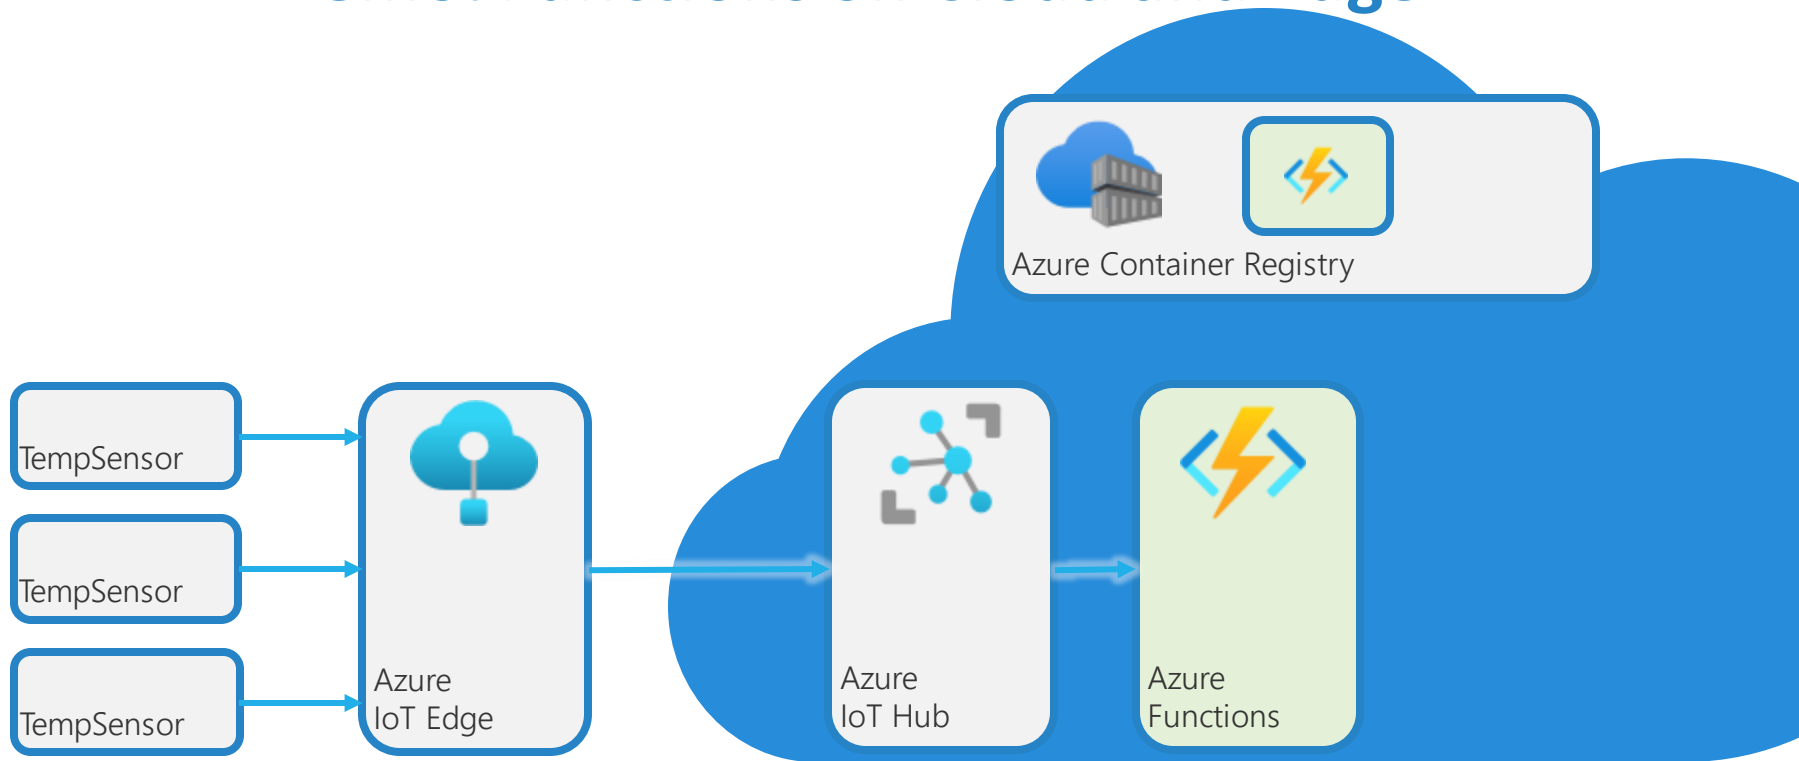 Azure Container Registry
TempSensor
TempSensor
TempSensor
Azure
IoT Edge
Azure
IoT Hub
Azure
Functions